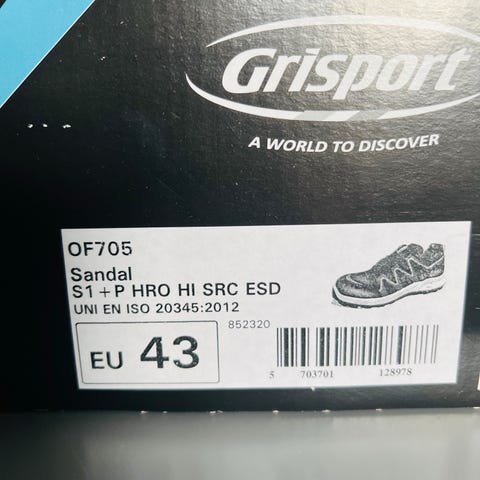 Grisport
A WORLD TO DISCOVER
OF705
Sandal
S1+P HRO HI SRC ESD
UNI EN ISO 20345:2012
852320
EU 43
5 703701 128978